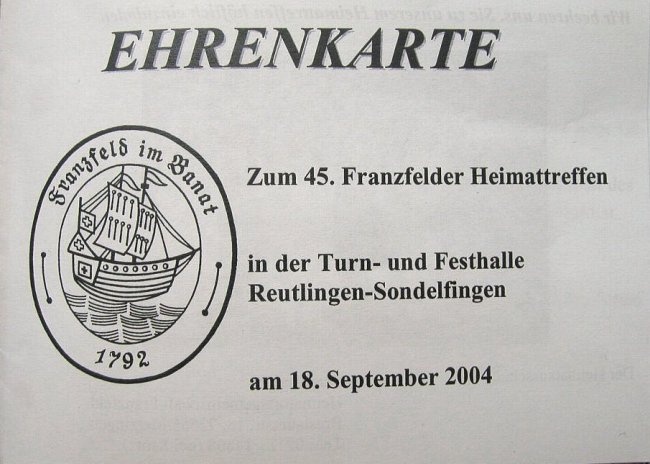 EHRENKARTE
Franzfeld im Banat
1792
Zum 45. Franzfelder Heimattreffen
in der Turn- und Festhalle
Reutlingen-Sondelfingen
am 18. September 2004